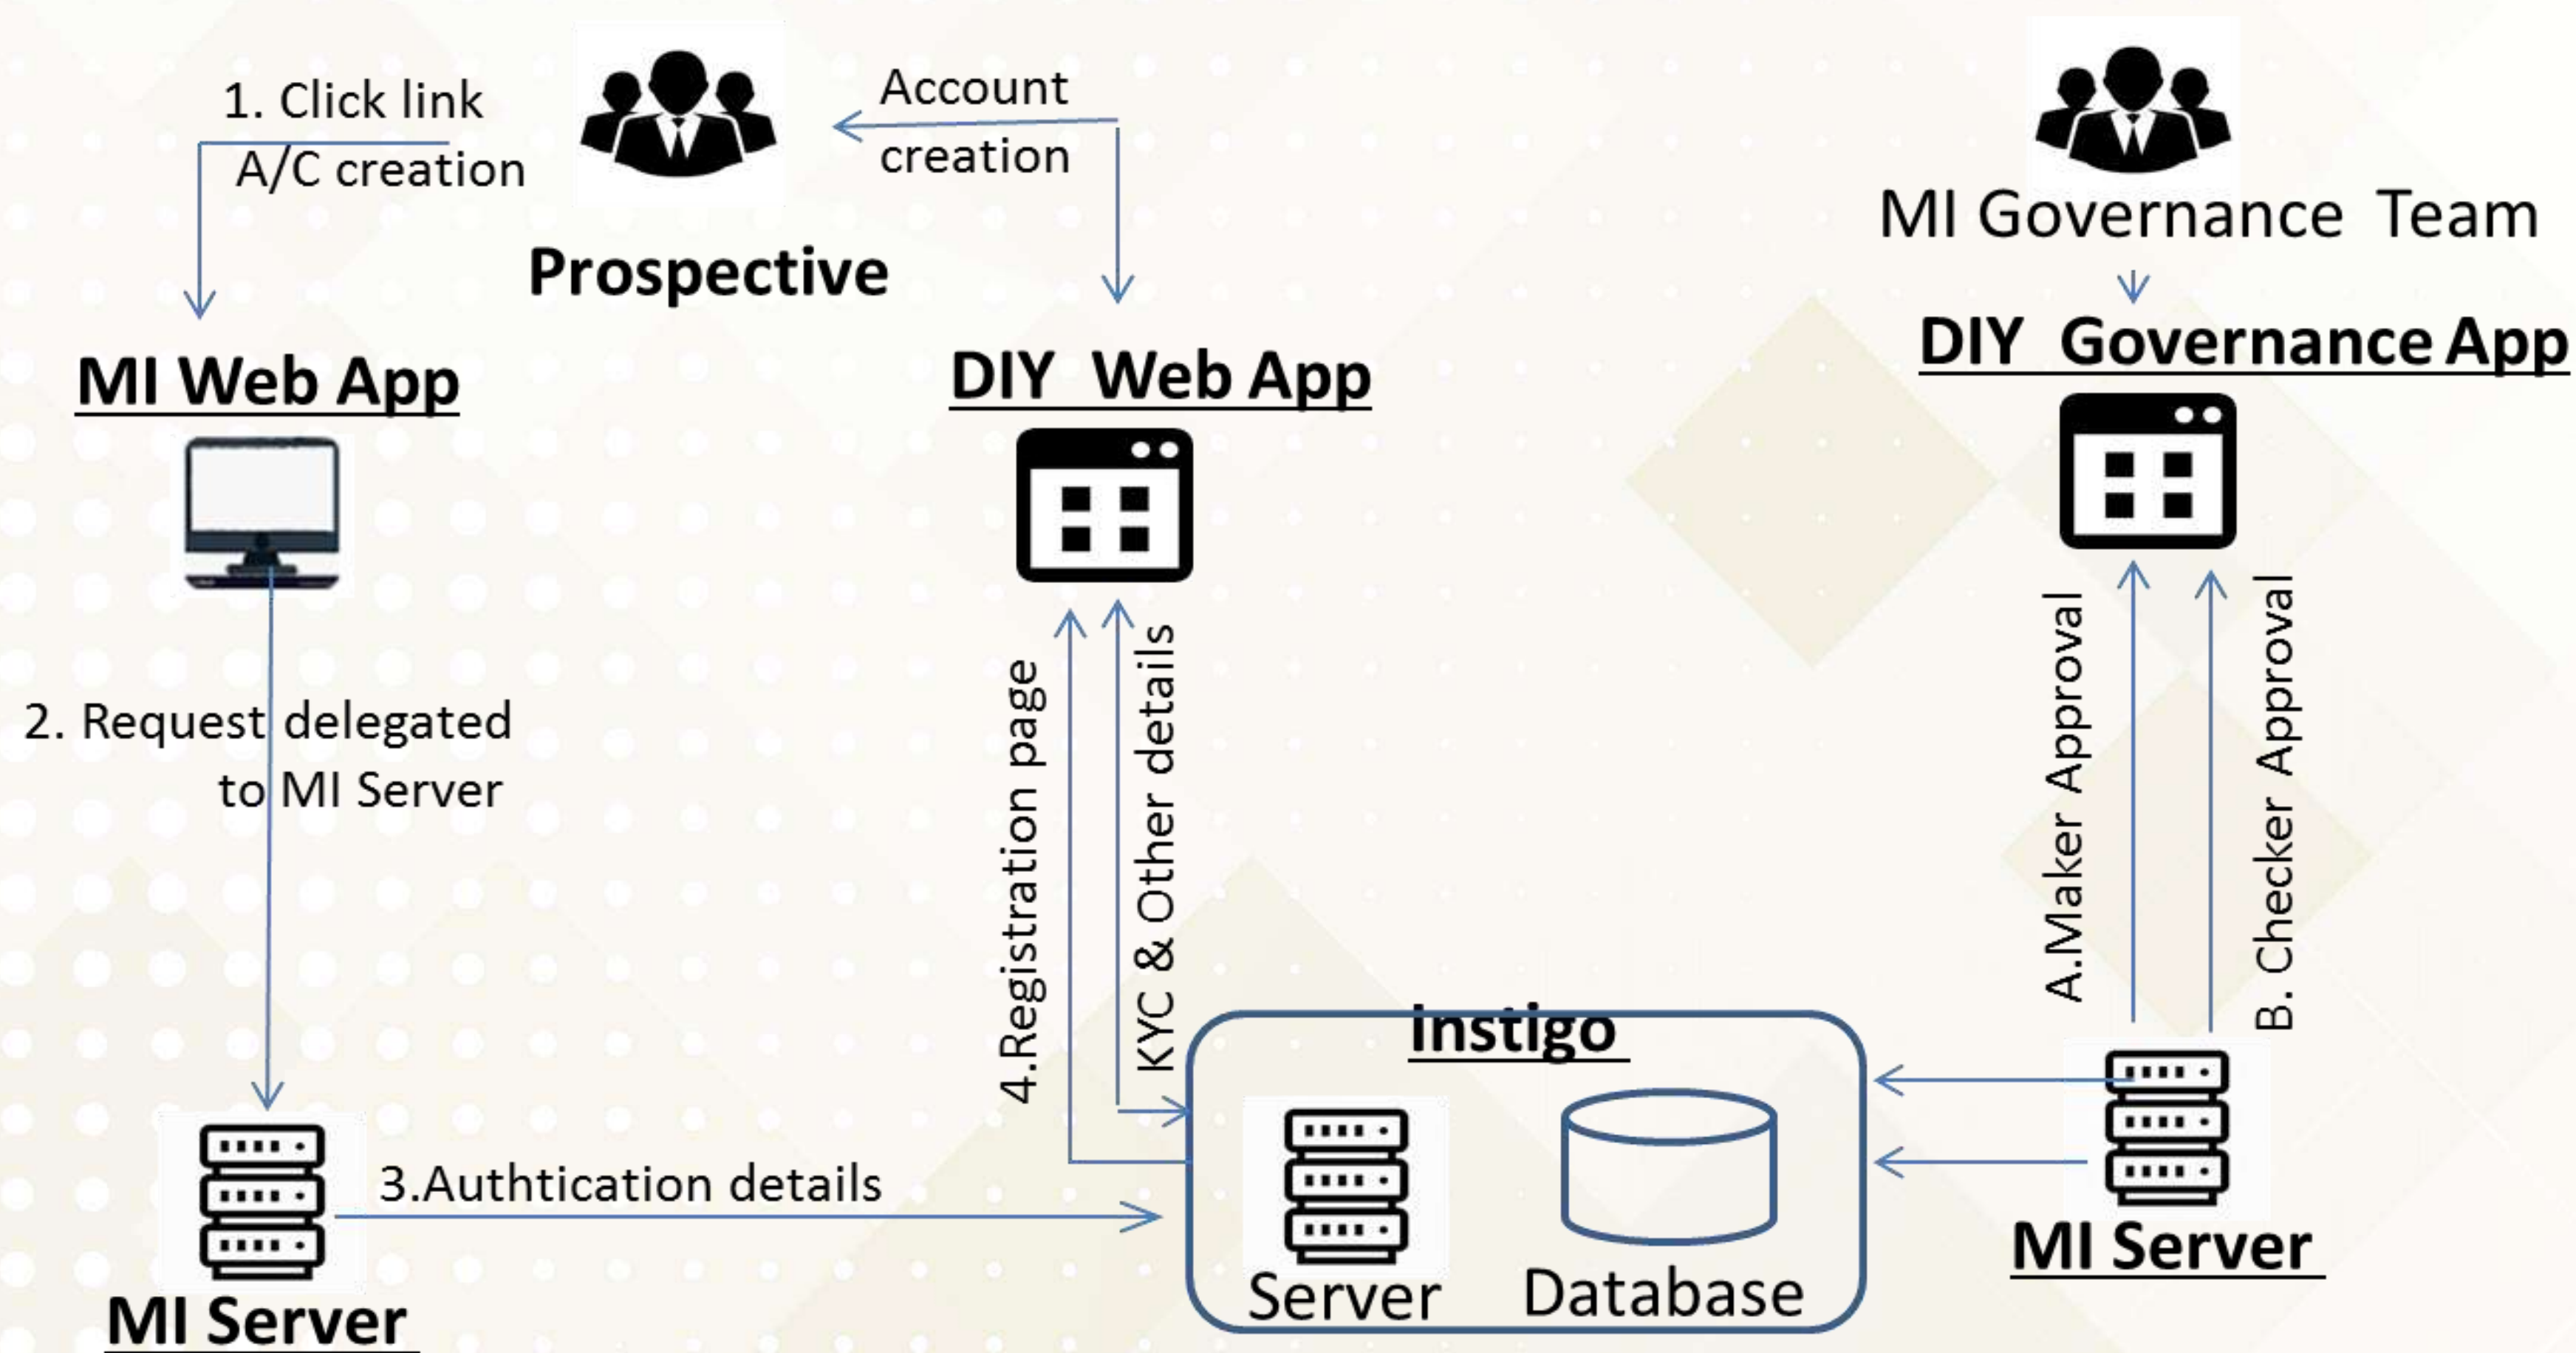 1. Click link
A/C creation
Account
creation
Prospective
MI Governance Team
MI Web App
DIY Web App
DIY Governance App
2. Request delegated
to MI Server
4.Registration page
KYC & Other details
A.Maker Approval
B. Checker Approval
3.Authtication details
MI Server
Instigo
Server
Database
MI Server